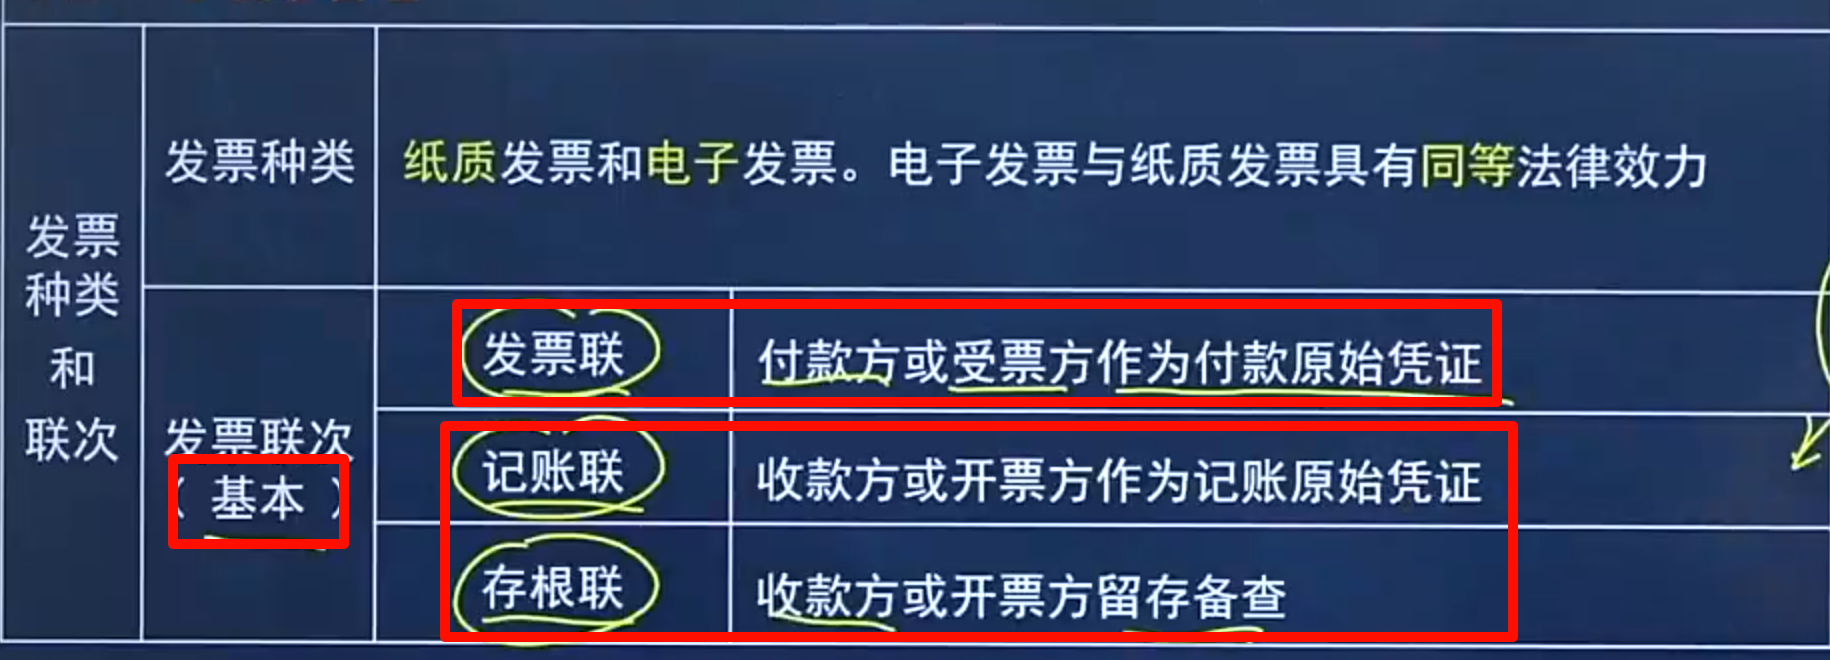 发票种类
纸质发票和电子发票。电子发票与纸质发票具有同等法律效力
发票
种类
和
联次
发票联次
（基本）
发票联
付款方或受票方作为付款原始凭证
记账联
收款方或开票方作为记账原始凭证
存根联
收款方或开票方留存备查